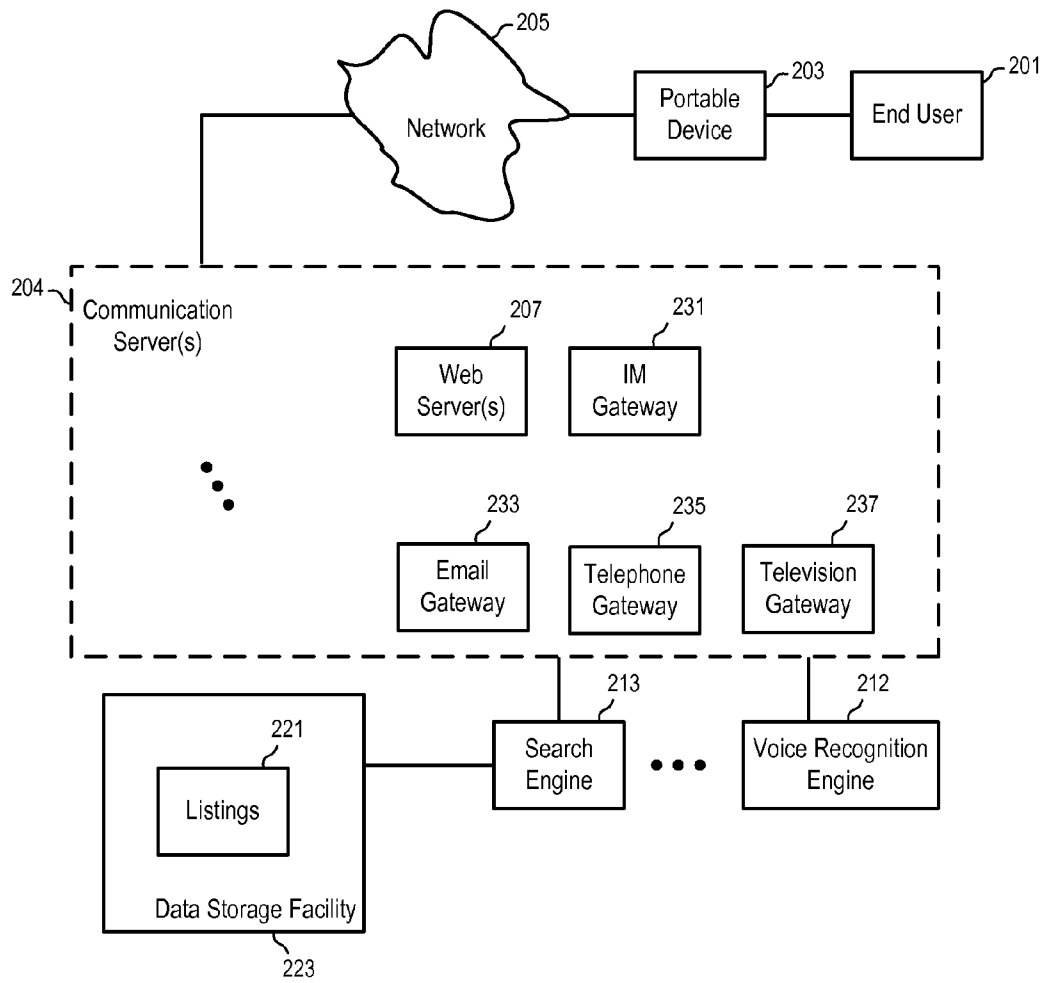 205
203
201
Network
Portable
Device
End User
204
Communication
Server(s)
207
231
Web
Server(s)
IM
Gateway
233
235
237
Email
Gateway
Telephone
Gateway
Television
Gateway
213
212
221
Search
Engine
Voice Recognition
Engine
Listings
Data Storage Facility
223